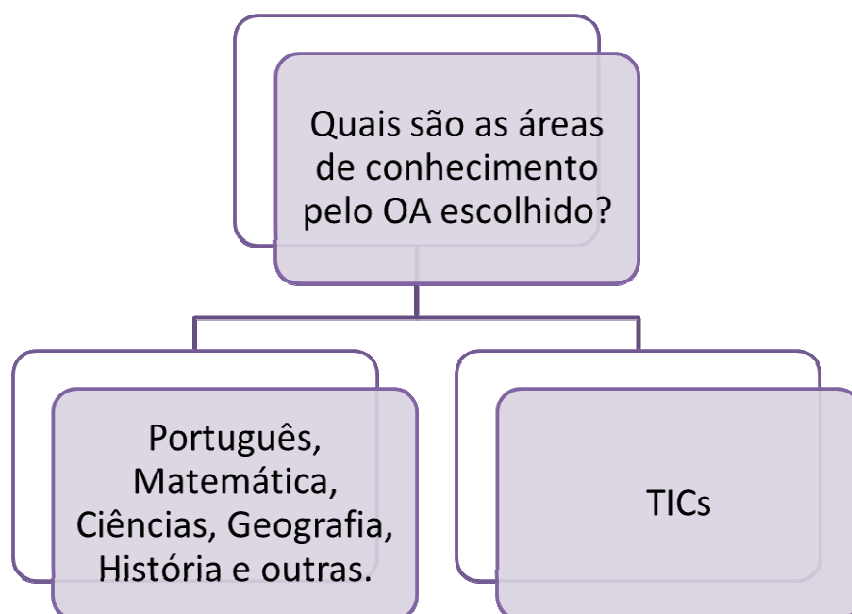 Quais são as áreas
de conhecimento
pelo OA escolhido?
Português,
Matemática,
Ciências, Geografia,
História e outras.
TICs